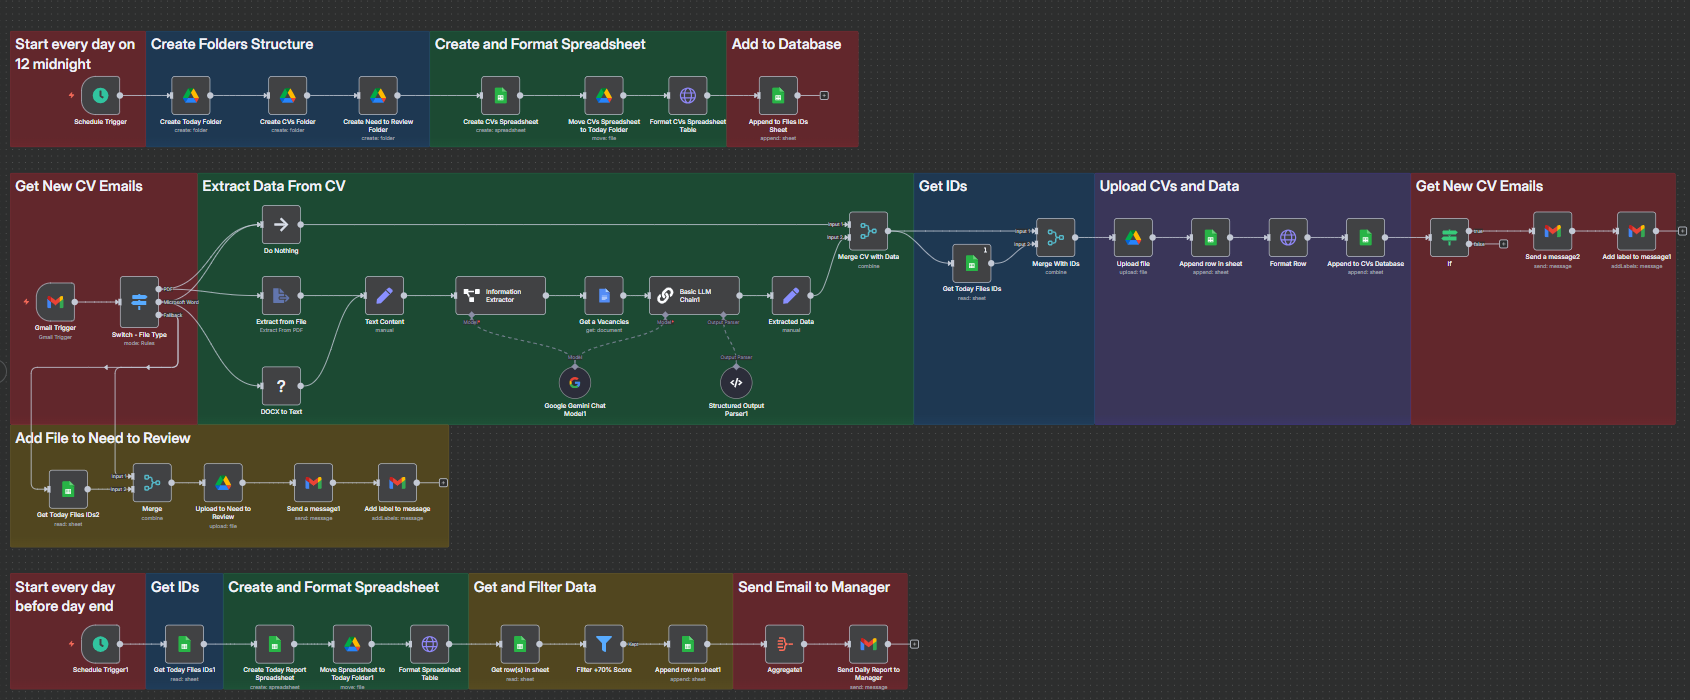 Start every day on
12 midnight
Create Folders Structure
Create and Format Spreadsheet
Add to Database
Schedule Trigger
Create Today Folder
create: folder
Create CVs Folder
create: folder
Create Need to Review
Folder
create: folder
Create CVs Spreadsheet
create: spreadsheet
Move CVs Spreadsheet
to Today Folder
move: file
Format CVs Spreadsheet
Table
Append to Files IDs
Sheet
append: sheet
Get New CV Emails
Extract Data From CV
Get IDs
Upload CVs and Data
Get New CV Emails
Gmail Trigger
Gmail Trigger
Switch - File Type
mode: Rules
PDF
Microsoft Word
Fallback
Do Nothing
Extract from File
Extract From PDF
DOCX to Text
Text Content
manual
Information
Extractor
Model*
Get a Vacancies
get: document
Basic LLM
Chain1
Model*
Output Parser
Extracted Data
manual
Model
Google Gemini Chat
Model1
Output Parser
Structured Output
Parser1
Input 1
Input 2
Merge CV with Data
combine
1
Get Today Files IDs
read: sheet
Input 1
Input 2
Merge With IDs
combine
Upload file
upload: file
Append row in sheet
append: sheet
Format Row
Append to CVs Database
append: sheet
If
true
false
Send a message2
send: message
Add label to message1
addLabels: message
Add File to Need to Review
Get Today Files IDs2
read: sheet
Input 1
Input 2
Merge
combine
Upload to Need to
Review
upload: file
Send a message1
send: message
Add label to message
addLabels: message
Start every day
before day end
Get IDs
Create and Format Spreadsheet
Get and Filter Data
Send Email to Manager
Schedule Trigger1
Get Today Files IDs1
read: sheet
Create Today Report
Spreadsheet
create: spreadsheet
Move Spreadsheet to
Today Folder1
move: file
Format Spreadsheet
Table
Get row(s) in sheet
read: sheet
Filter +70% Score
Kept
Append row in sheet1
append: sheet
Aggregate1
Send Daily Report to
Manager
send: message